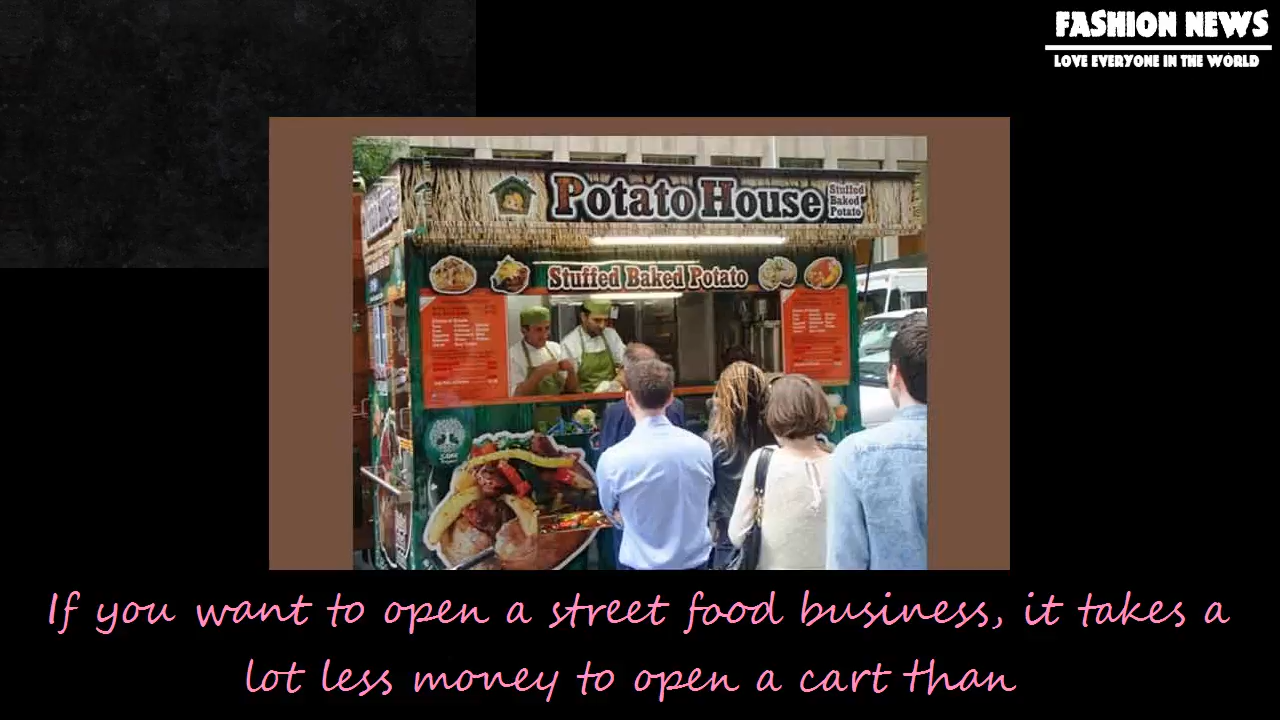 FASHION NEWS
LOVE EVERYONE IN THE WORLD
Potato House
Stuffed
Baked
Potato
Stuffed Baked Potato
If you want to open a street food business, it takes a
lot less money to open a cart than